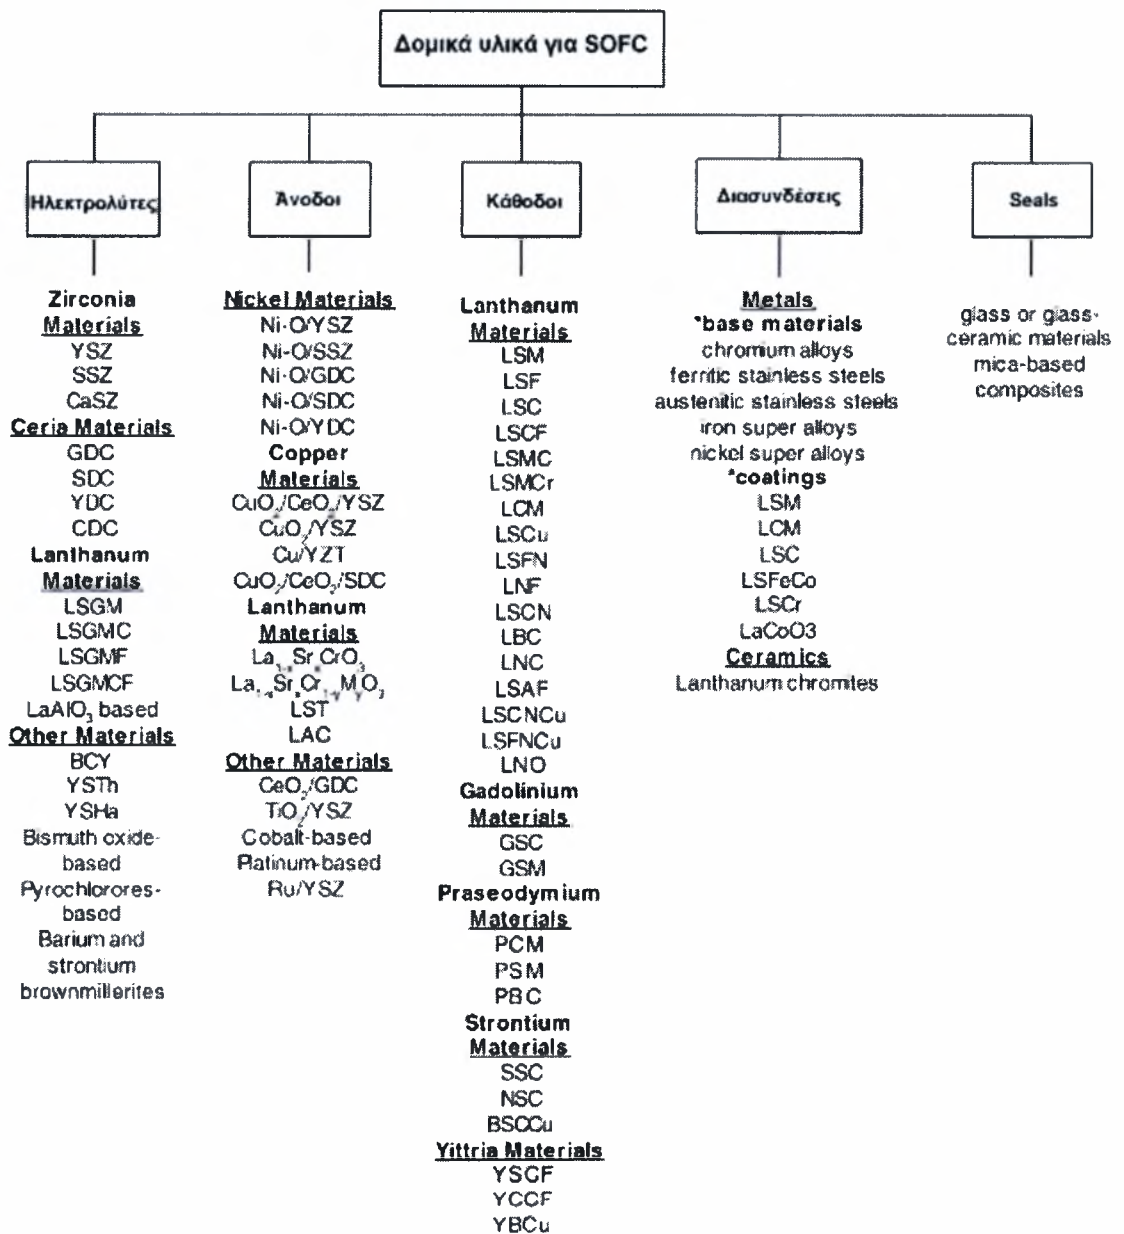 Δομικά υλικά για SOFC
Ηλεκτρολύτες
Zirconia
Materials
YSZ
SSZ
CaSZ
Ceria Materials
GDC
SDC
YDC
CDC
Lanthanum
Materials
LSGM
LSGMC
LSGMF
LSGMCF
LaAlO₃ based
Other Materials
BCY
YSTh
YSHa
Bismuth oxide-
based
Pyrochlorores-
based
Barium and
strontium
brownmillerites
Άνοδοι
Nickel Materials
Ni-O/YSZ
Ni-O/SSZ
Ni-O/GDC
Ni-O/SDC
Ni-O/YDC
Copper
Materials
CuO₂/CeO₂/YSZ
CuO₂/YSZ
Cu/YZT
CuO₂/CeO₂/SDC
Lanthanum
Materials
La₁₋ₓSrₓCrO₃
La₁₋ₓSrₓCr₁₋yMyO₃
LST
LAC
Other Materials
CeO₂/GDC
TiO₂/YSZ
Cobalt-based
Platinum-based
Ru/YSZ
Κάθοδοι
Lanthanum
Materials
LSM
LSF
LSC
LSCF
LSMC
LSMCr
LCM
LSCu
LSFN
LNF
LSCN
LBC
LNC
LSAF
LSCNCu
LSFNCu
LNO
Gadolinium
Materials
GSC
GSM
Praseodymium
Materials
PCM
PSM
PBC
Strontium
Materials
SSC
NSC
BSCCu
Yittria Materials
YSCF
YCCF
YBCu
Διασυνδέσεις
Metals
*base materials
chromium alloys
ferritic stainless steels
austenitic stainless steels
iron super alloys
nickel super alloys
*coatings
LSM
LCM
LSC
LSFeCo
LSCr
LaCoO3
Ceramics
Lanthanum chromites
Seals
glass or glass-
ceramic materials
mica-based
composites